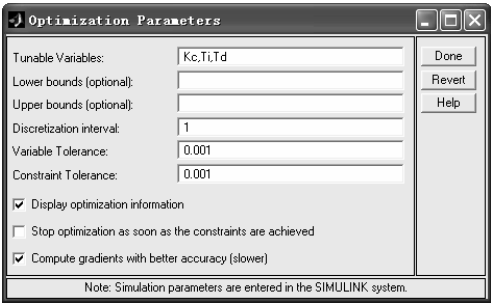 Optimization Parameters
Tunable Variables: Kc,Ti,Td
Done
Lower bounds (optional):
Revert
Upper bounds (optional):
Help
Discretization interval: 1
Variable Tolerance: 0.001
Constraint Tolerance: 0.001
Display optimization information
Stop optimization as soon as the constraints are achieved
Compute gradients with better accuracy (slower)
Note: Simulation parameters are entered in the SIMULINK system.